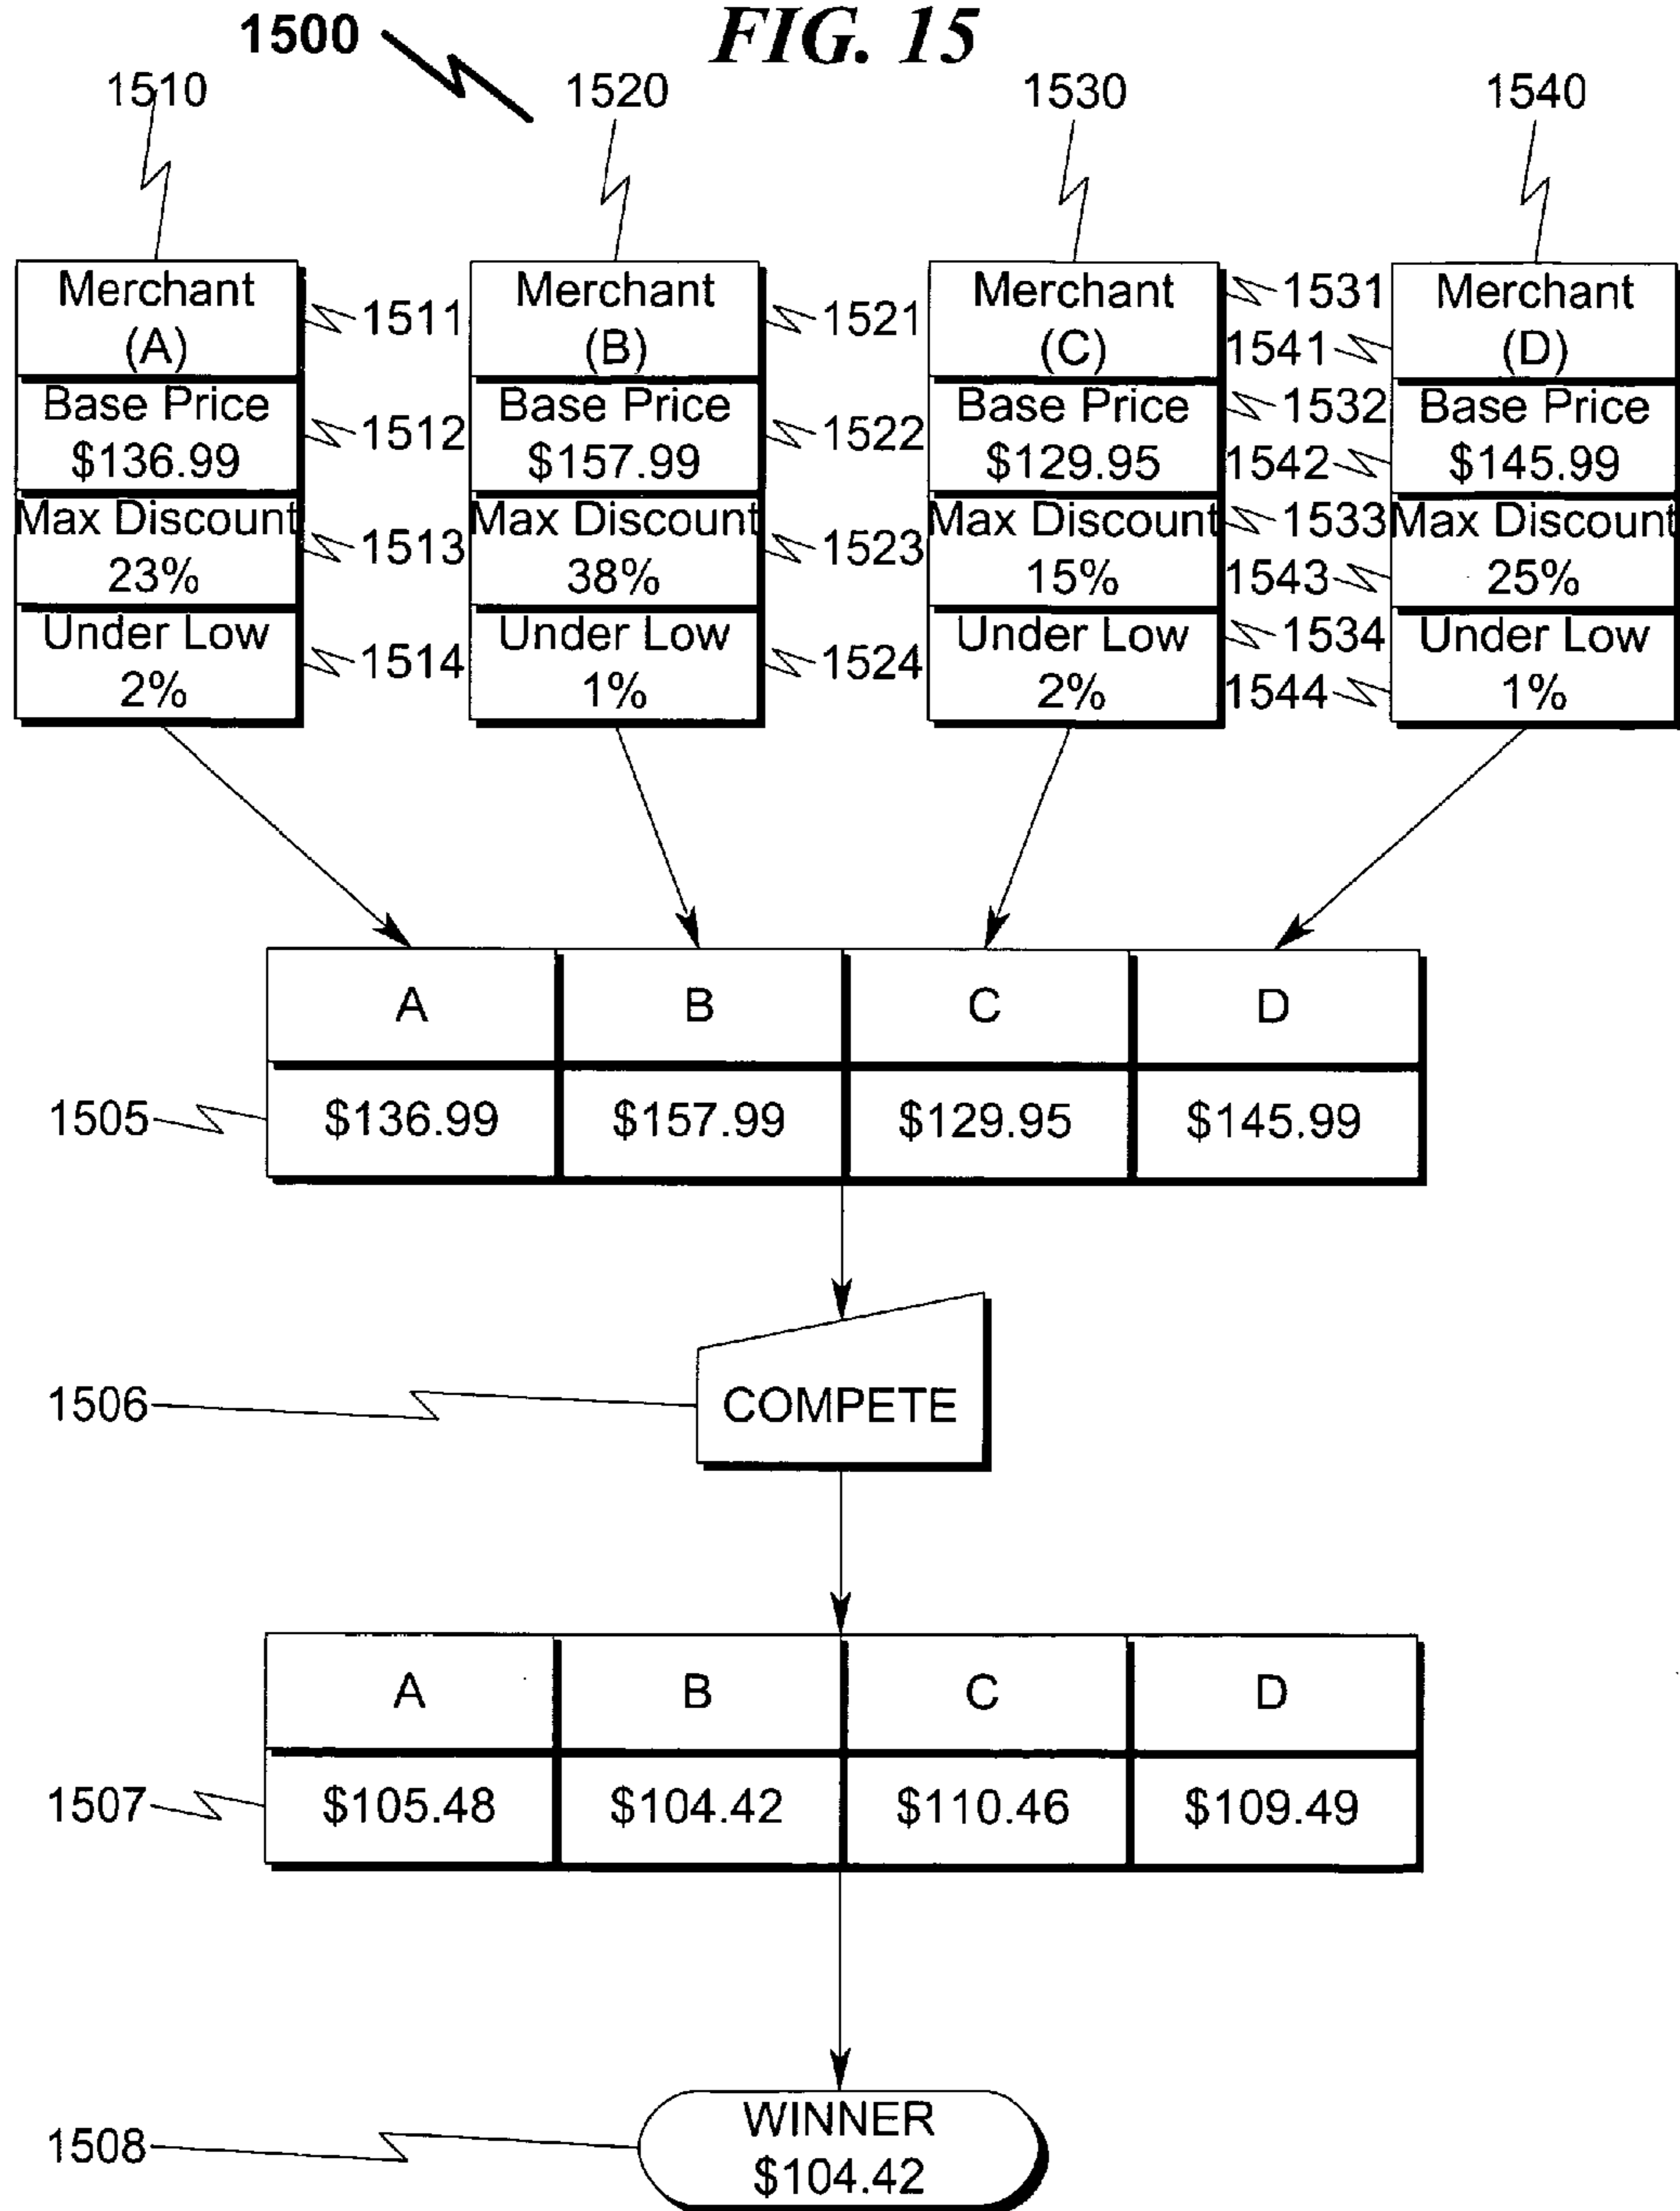 FIG. 15
1500
1510
1520
1530
1540
Merchant
(A)
1511
Base Price
$136.99
1512
Max Discount
23%
1513
Under Low
2%
1514
Merchant
(B)
1521
Base Price
$157.99
1522
Max Discount
38%
1523
Under Low
1%
1524
Merchant
(C)
1531
Base Price
$129.95
1532
Max Discount
15%
1533
Under Low
2%
1534
Merchant
(D)
1541
Base Price
$145.99
1542
Max Discount
25%
1543
Under Low
1%
1544
A B C D
1505 $136.99 $157.99 $129.95 $145.99
1506
COMPETE
A B C D
1507 $105.48 $104.42 $110.46 $109.49
1508
WINNER
$104.42